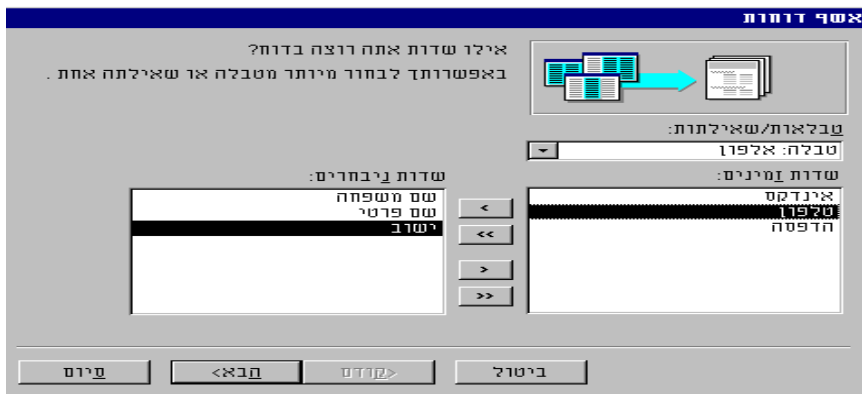 אשף דוחות
אילו שדות אתה רוצה בדוח?
באפשרותך לבחור מיותר מטבלה או שאילתה אחת.
טבלאות/שאילתות:
טבלה: אלפון
שדות זמינים:
שדות נבחרים:
אינדקס
טלפון
הדפסה
שם משפחה
שם פרטי
ישוב
>
>>
<
<<
ביטול
<קודם
הבא>
סיום